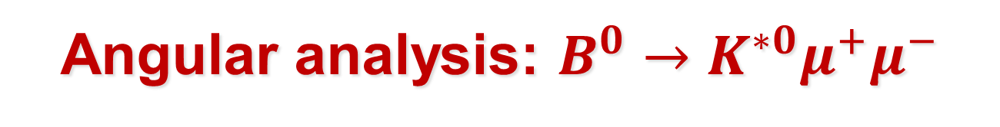 Angular analysis: B⁰ → K*⁰μ⁺μ⁻